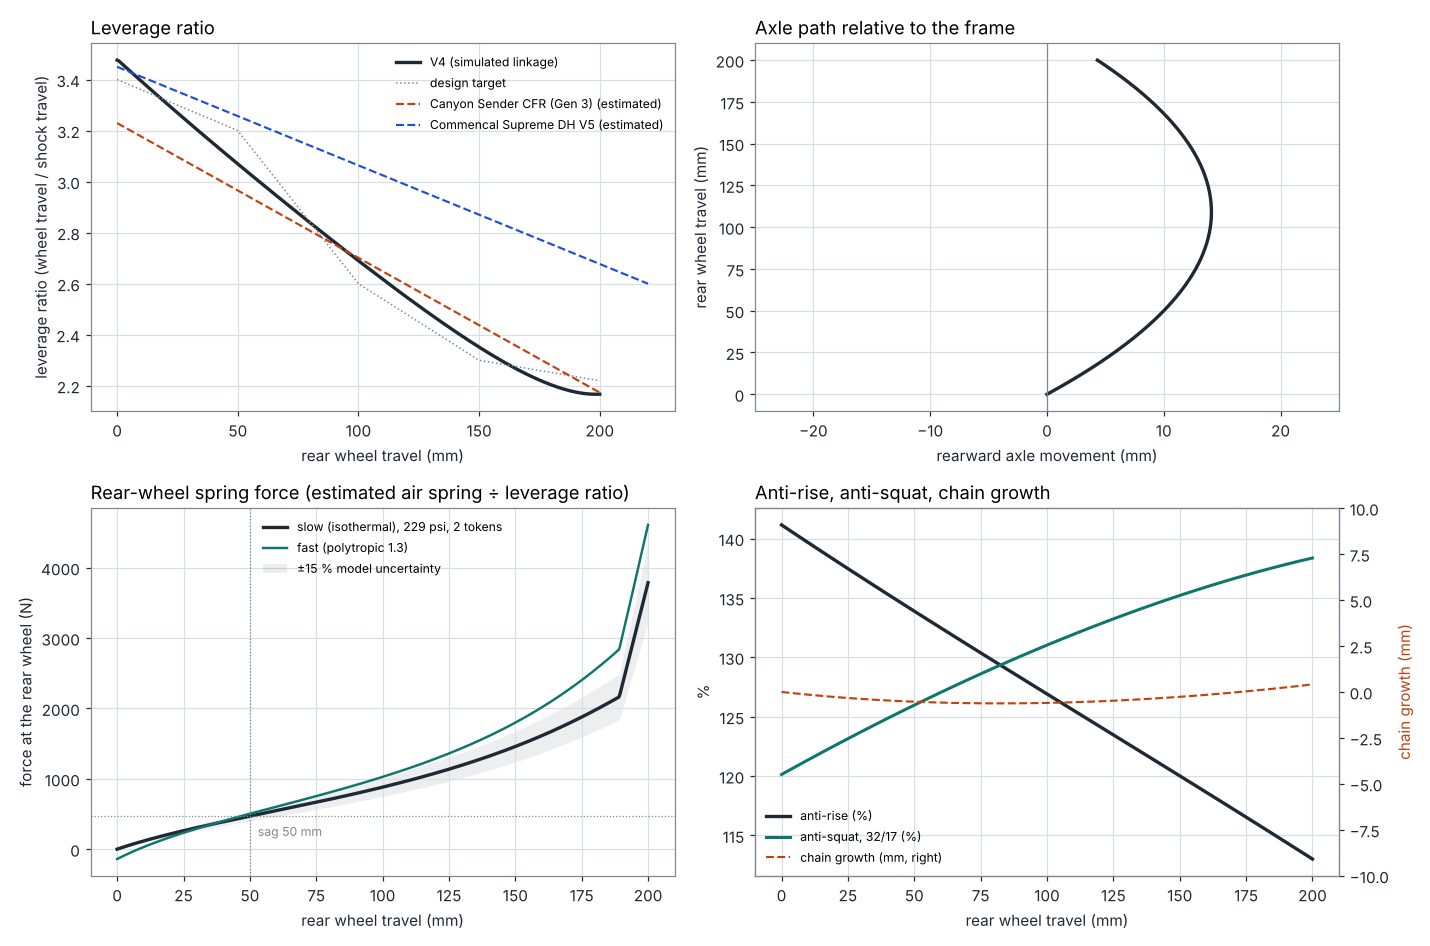 Leverage ratio
leverage ratio (wheel travel / shock travel)
3.4
3.2
3.0
2.8
2.6
2.4
2.2
V4 (simulated linkage)
design target
Canyon Sender CFR (Gen 3) (estimated)
Commencal Supreme DH V5 (estimated)
0 50 100 150 200
rear wheel travel (mm)
Axle path relative to the frame
rear wheel travel (mm)
200
175
150
125
100
75
50
25
0
−20 −10 0 10 20
rearward axle movement (mm)
Rear-wheel spring force (estimated air spring ÷ leverage ratio)
force at the rear wheel (N)
4000
3000
2000
1000
0
slow (isothermal), 229 psi, 2 tokens
fast (polytropic 1.3)
±15 % model uncertainty
sag 50 mm
0 25 50 75 100 125 150 175 200
rear wheel travel (mm)
Anti-rise, anti-squat, chain growth
%
140
135
130
125
120
115
anti-rise (%)
anti-squat, 32/17 (%)
chain growth (mm, right)
10.0
7.5
5.0
2.5
0.0
−2.5
−5.0
−7.5
−10.0
chain growth (mm)
0 25 50 75 100 125 150 175 200
rear wheel travel (mm)